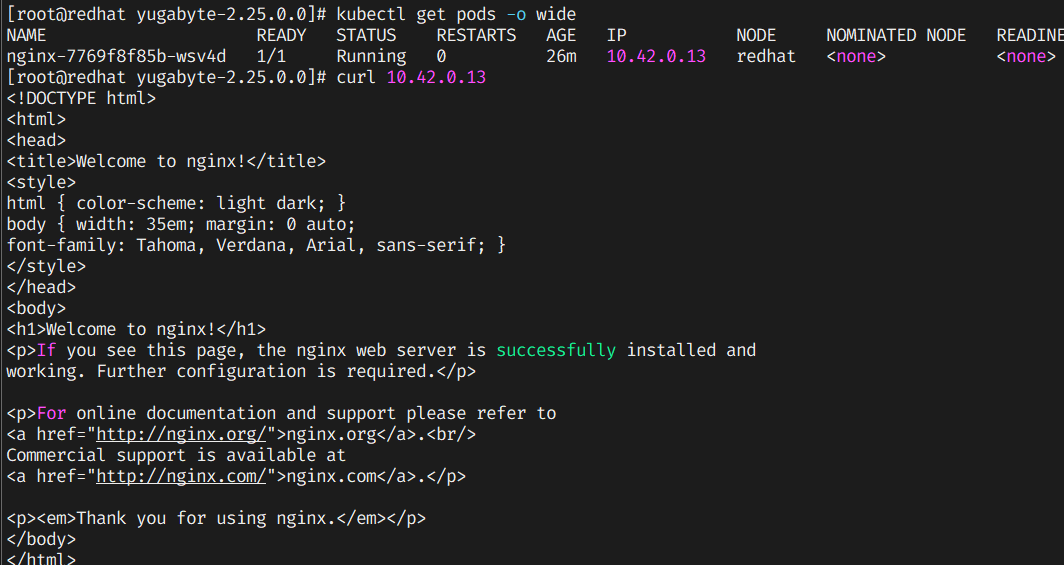 [root@redhat yugabyte-2.25.0.0]# kubectl get pods -o wide
NAME READY STATUS RESTARTS AGE IP NODE NOMINATED NODE READINE
nginx-7769f8f85b-wsv4d 1/1 Running 0 26m 10.42.0.13 redhat <none> <none>
[root@redhat yugabyte-2.25.0.0]# curl 10.42.0.13
<!DOCTYPE html>
<html>
<head>
<title>Welcome to nginx!</title>
<style>
html { color-scheme: light dark; }
body { width: 35em; margin: 0 auto;
font-family: Tahoma, Verdana, Arial, sans-serif; }
</style>
</head>
<body>
<h1>Welcome to nginx!</h1>
<p>If you see this page, the nginx web server is successfully installed and
working. Further configuration is required.</p>

<p>For online documentation and support please refer to
<a href="http://nginx.org/">nginx.org</a>.<br/>
Commercial support is available at
<a href="http://nginx.com/">nginx.com</a>.</p>

<p><em>Thank you for using nginx.</em></p>
</body>
</html>